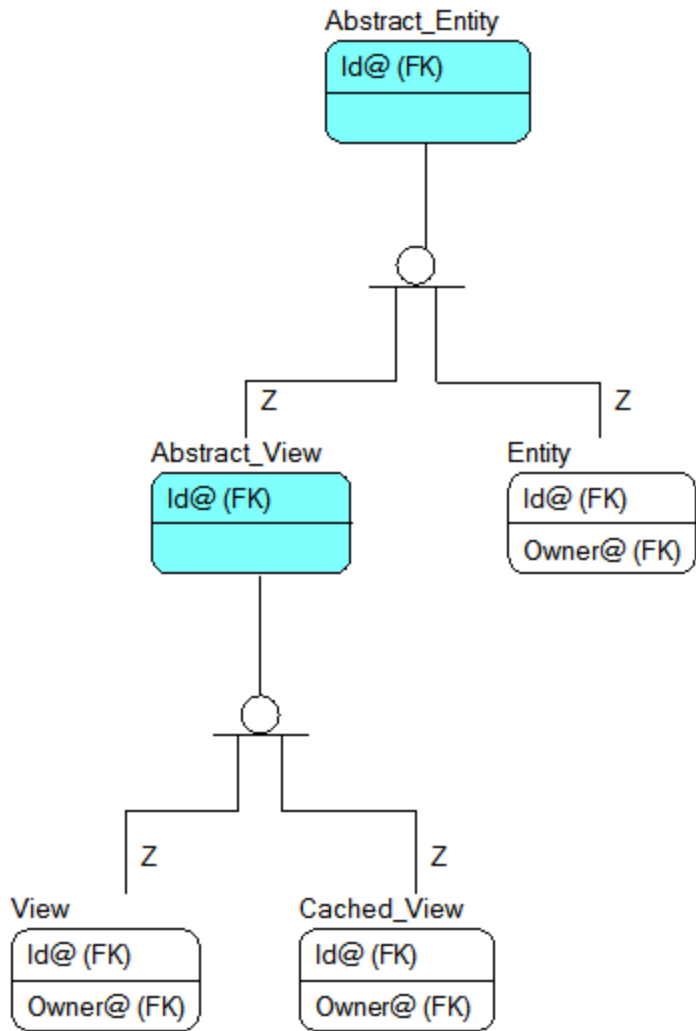 Abstract_Entity
Id@ (FK)
Z
Z
Abstract_View
Entity
Id@ (FK)
Id@ (FK)
Owner@ (FK)
Z
Z
View
Cached_View
Id@ (FK)
Id@ (FK)
Owner@ (FK)
Owner@ (FK)